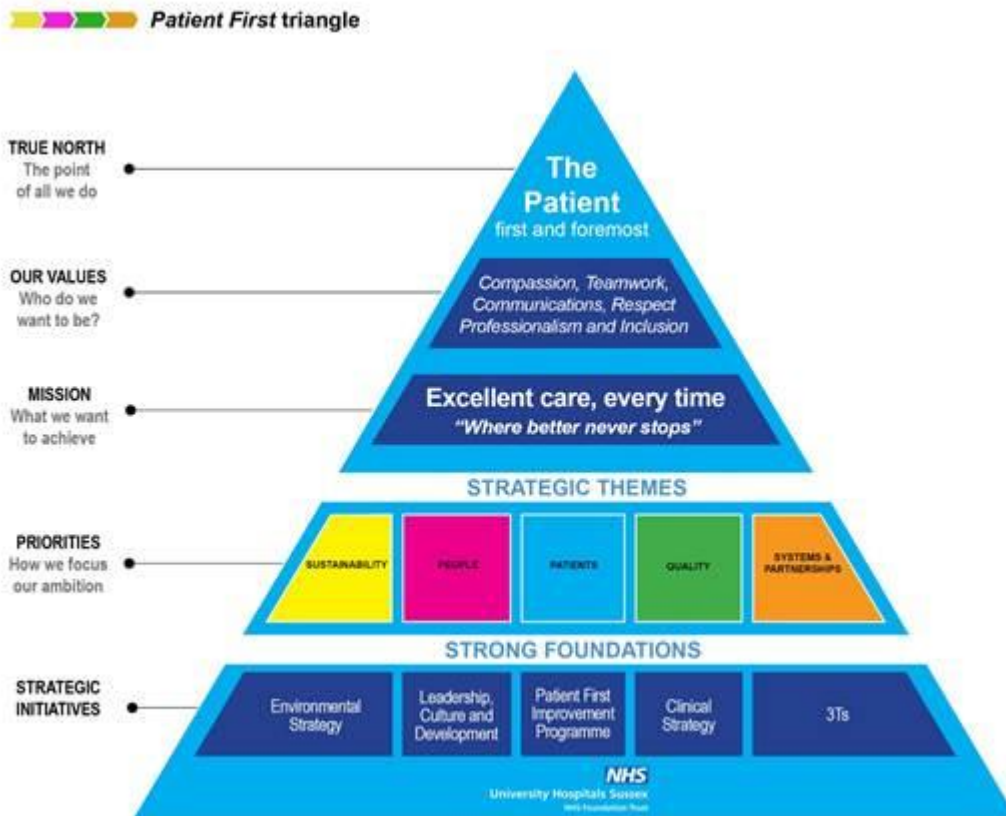 Patient First triangle
TRUE NORTH
The point
of all we do
The
Patient
first and foremost
OUR VALUES
Who do we
want to be?
Compassion, Teamwork,
Communications, Respect
Professionalism and Inclusion
MISSION
What we want
to achieve
Excellent care, every time
“Where better never stops”
STRATEGIC THEMES
PRIORITIES
How we focus
our ambition
SUSTAINABILITY
PEOPLE
PATIENTS
QUALITY
SYSTEMS &
PARTNERSHIPS
STRONG FOUNDATIONS
STRATEGIC
INITIATIVES
Environmental
Strategy
Leadership,
Culture and
Development
Patient First
Improvement
Programme
Clinical
Strategy
3Ts
NHS
University Hospitals Sussex
NHS Foundation Trust